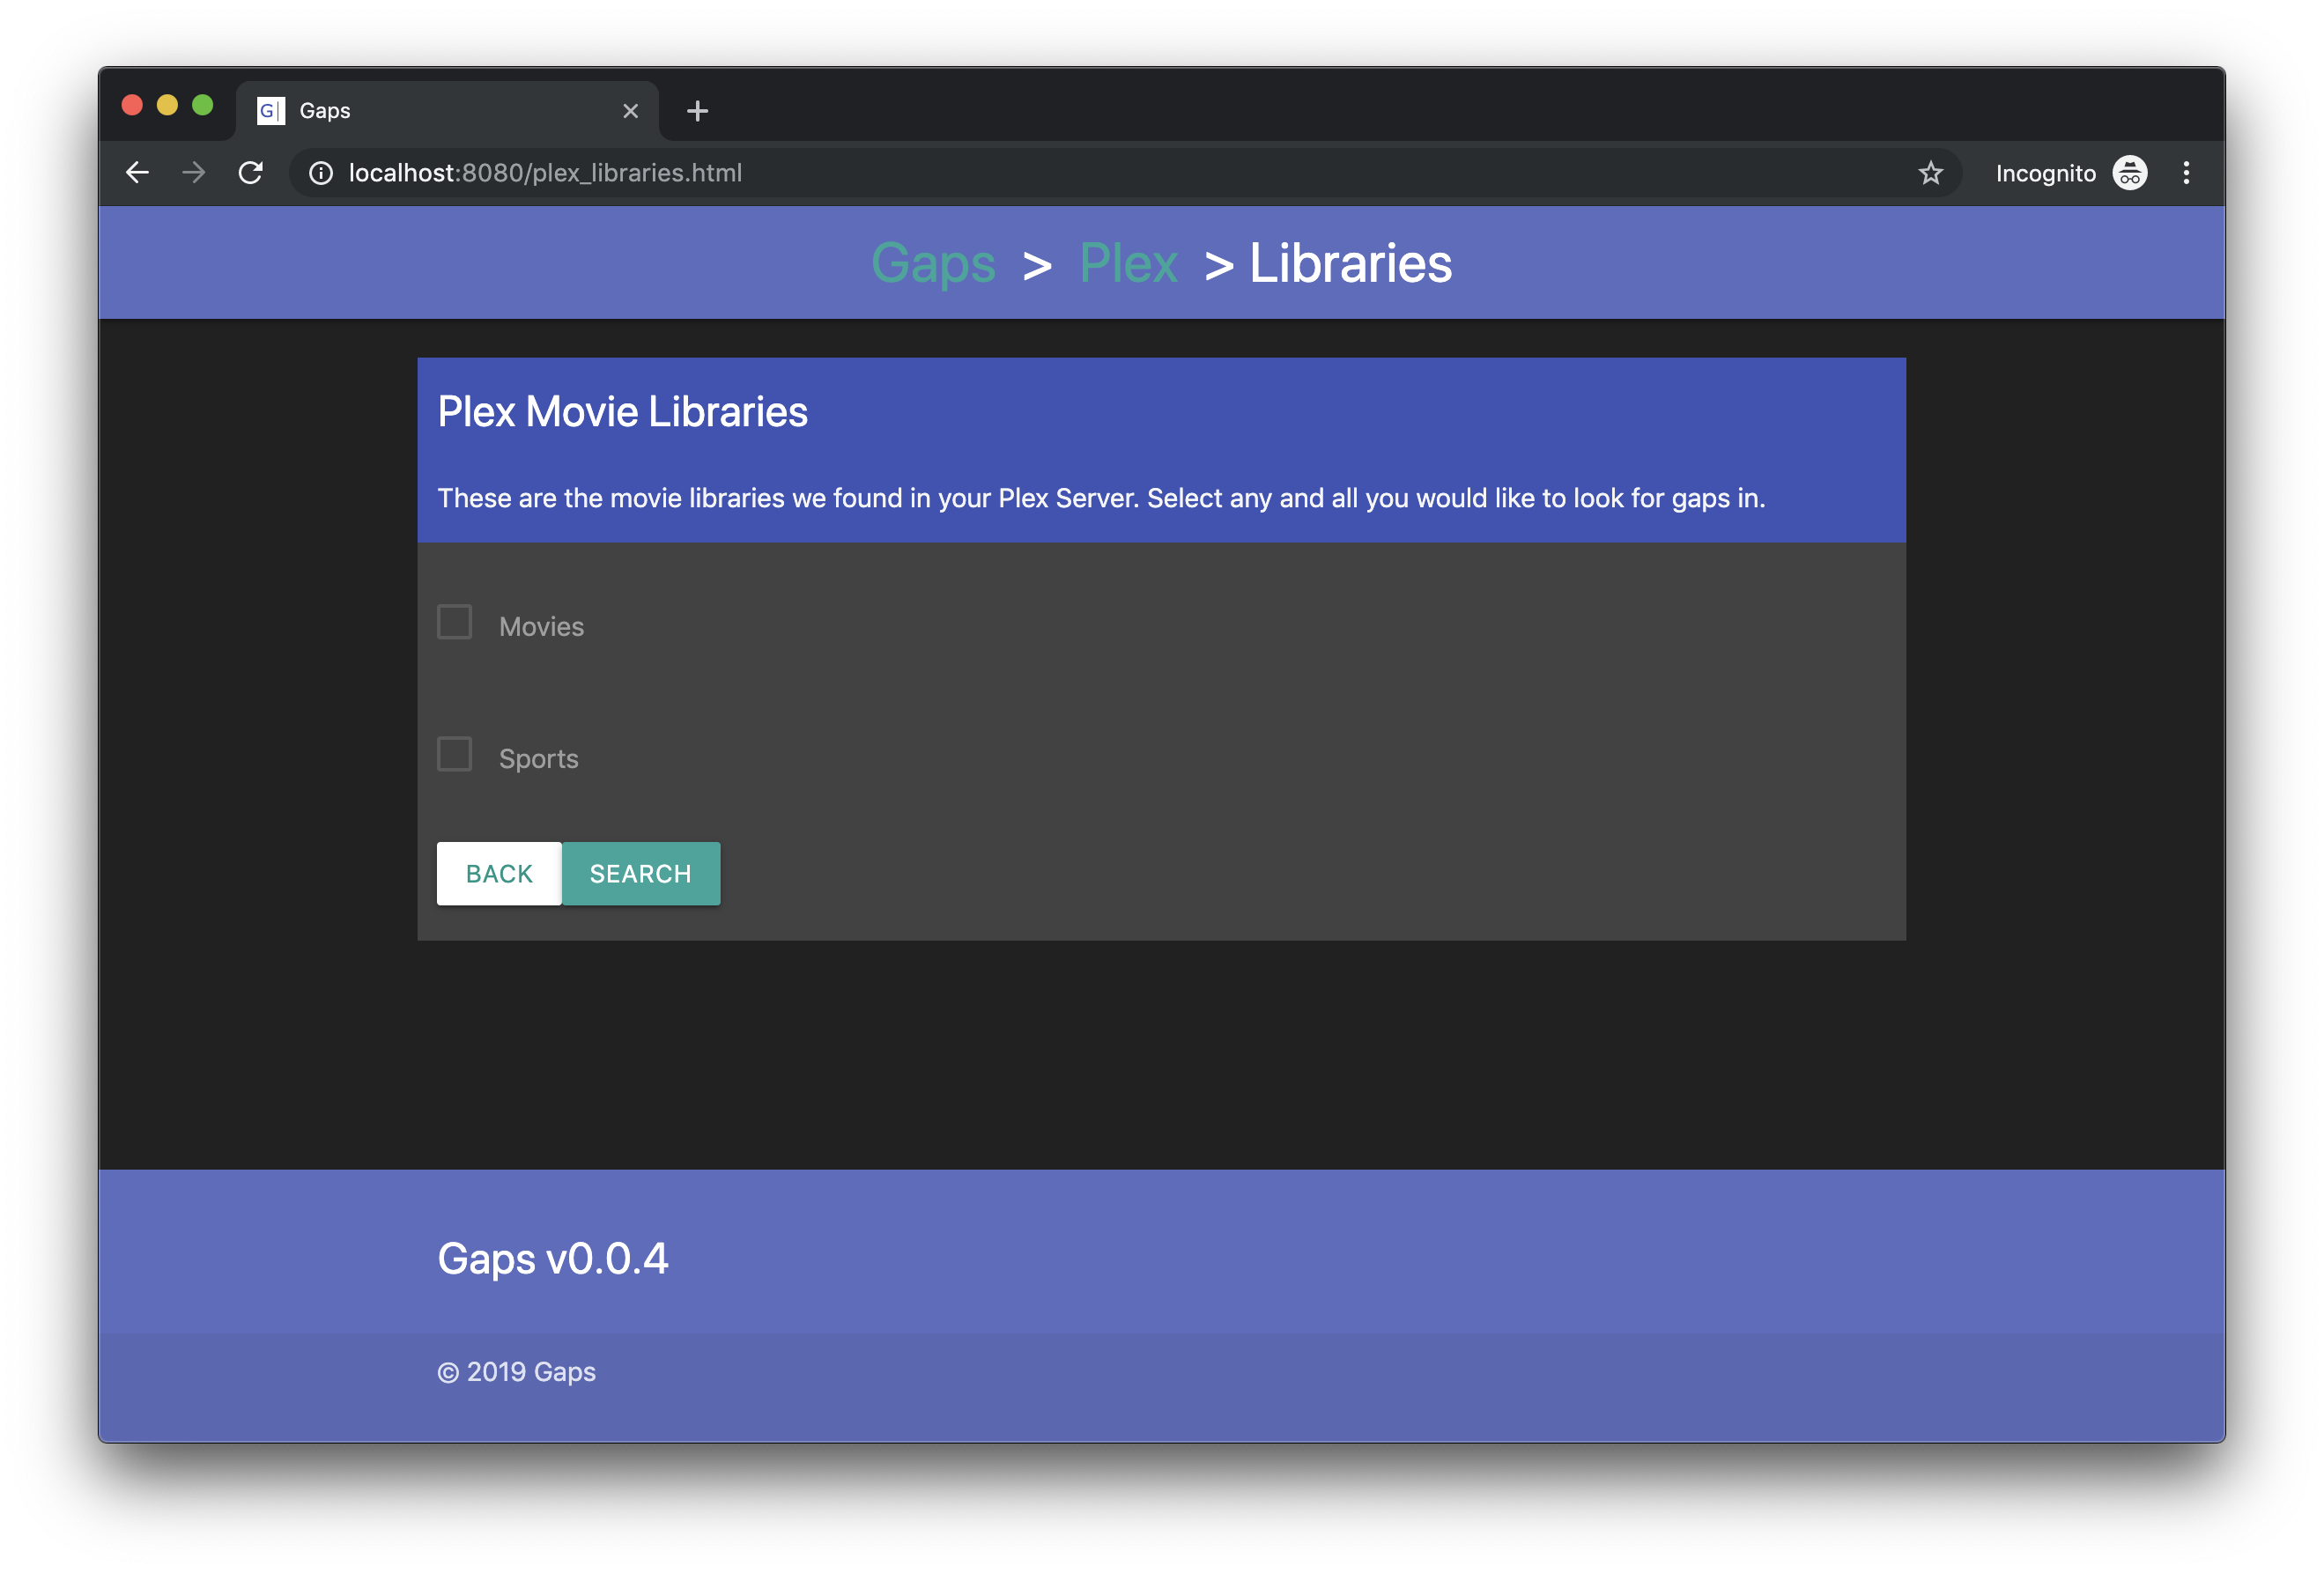 G Gaps
localhost:8080/plex_libraries.html Incognito
Gaps > Plex > Libraries
Plex Movie Libraries
These are the movie libraries we found in your Plex Server. Select any and all you would like to look for gaps in.
Movies
Sports
BACK SEARCH
Gaps v0.0.4
© 2019 Gaps